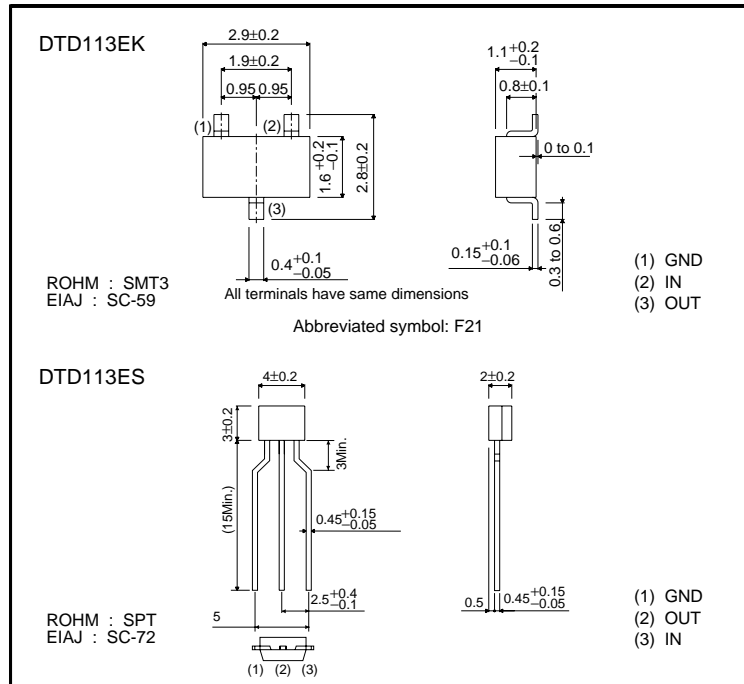 DTD113EK
2.9±0.2
1.9±0.2
0.95 0.95
(1)
(2)
(3)
1.6 +0.2 −0.1
2.8±0.2
0.4 +0.1 −0.05
1.1 +0.2 −0.1
0.8±0.1
0 to 0.1
0.15 +0.1 −0.06
0.3 to 0.6
ROHM : SMT3
EIAJ : SC-59
All terminals have same dimensions
Abbreviated symbol: F21
(1) GND
(2) IN
(3) OUT
DTD113ES
4±0.2
3±0.2
(15Min.)
3Min.
0.45 +0.15 −0.05
2.5 +0.4 −0.1
5
(1) (2) (3)
2±0.2
0.5
0.45 +0.15 −0.05
ROHM : SPT
EIAJ : SC-72
(1) GND
(2) OUT
(3) IN